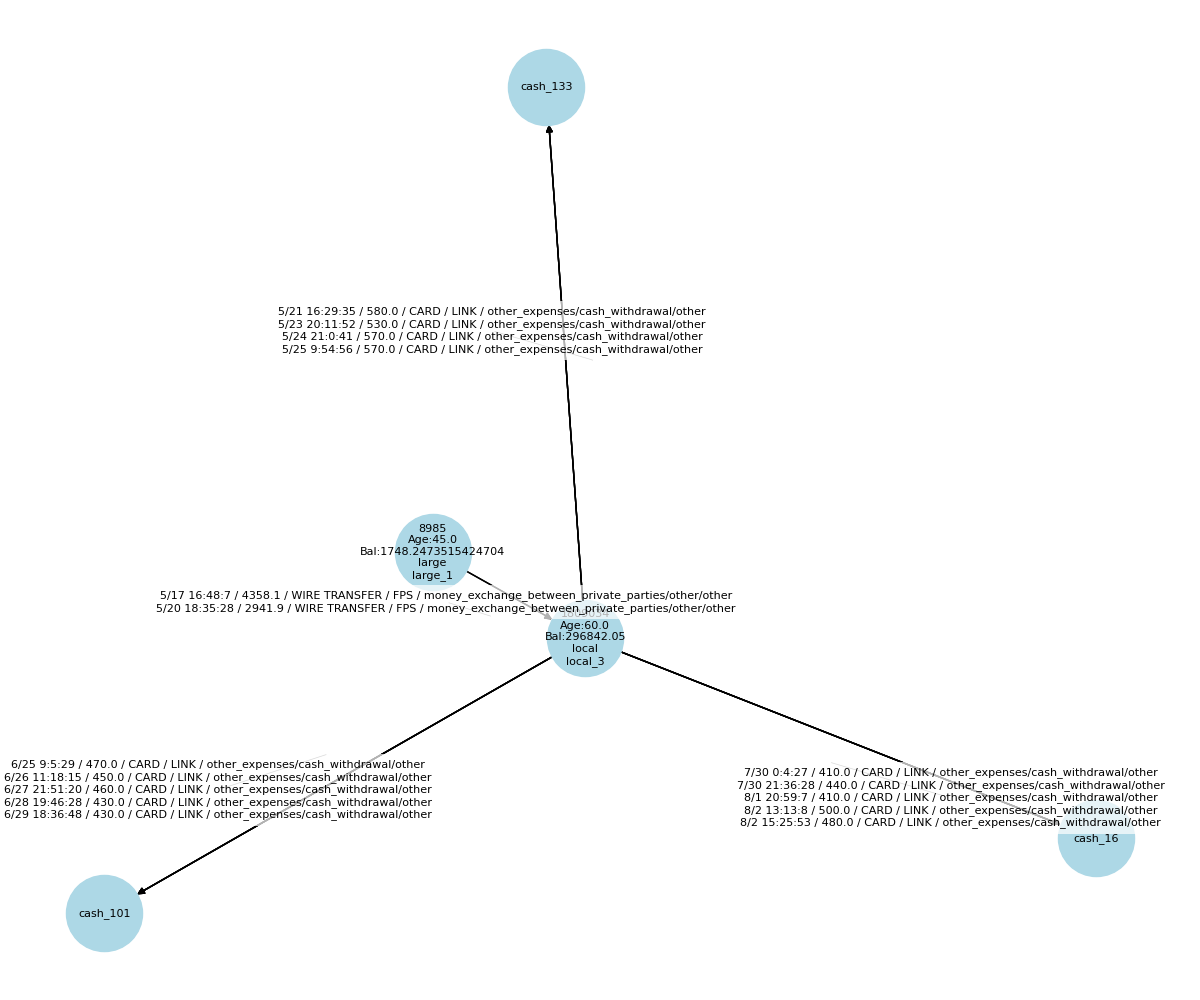 cash_133
5/21 16:29:35 / 580.0 / CARD / LINK / other_expenses/cash_withdrawal/other
5/23 20:11:52 / 530.0 / CARD / LINK / other_expenses/cash_withdrawal/other
5/24 21:0:41 / 570.0 / CARD / LINK / other_expenses/cash_withdrawal/other
5/25 9:54:56 / 570.0 / CARD / LINK / other_expenses/cash_withdrawal/other
8985
Age:45.0
Bal:1748.2473515424704
large
large_1
5/17 16:48:7 / 4358.1 / WIRE TRANSFER / FPS / money_exchange_between_private_parties/other/other
5/20 18:35:28 / 2941.9 / WIRE TRANSFER / FPS / money_exchange_between_private_parties/other/other
Age:60.0
Bal:296842.05
local
local_3
6/25 9:5:29 / 470.0 / CARD / LINK / other_expenses/cash_withdrawal/other
6/26 11:18:15 / 450.0 / CARD / LINK / other_expenses/cash_withdrawal/other
6/27 21:51:20 / 460.0 / CARD / LINK / other_expenses/cash_withdrawal/other
6/28 19:46:28 / 430.0 / CARD / LINK / other_expenses/cash_withdrawal/other
6/29 18:36:48 / 430.0 / CARD / LINK / other_expenses/cash_withdrawal/other
7/30 0:4:27 / 410.0 / CARD / LINK / other_expenses/cash_withdrawal/other
7/30 21:36:28 / 440.0 / CARD / LINK / other_expenses/cash_withdrawal/other
8/1 20:59:7 / 410.0 / CARD / LINK / other_expenses/cash_withdrawal/other
8/2 13:13:8 / 500.0 / CARD / LINK / other_expenses/cash_withdrawal/other
8/2 15:25:53 / 480.0 / CARD / LINK / other_expenses/cash_withdrawal/other
cash_16
cash_101